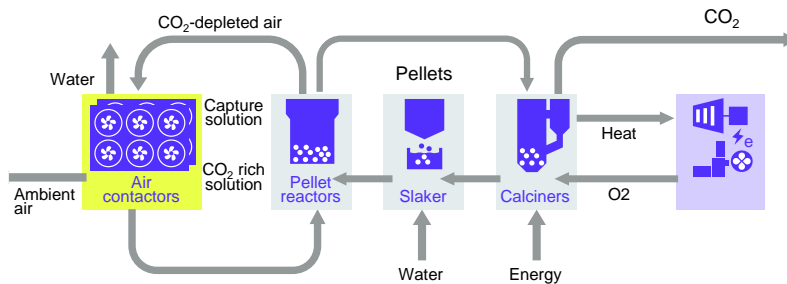 CO₂-depleted air
CO₂
Water
Pellets
Capture
solution
CO₂ rich
solution
Heat
e
Ambient
air
Air
contactors
Pellet
reactors
Slaker
Calciners
O2
Water
Energy